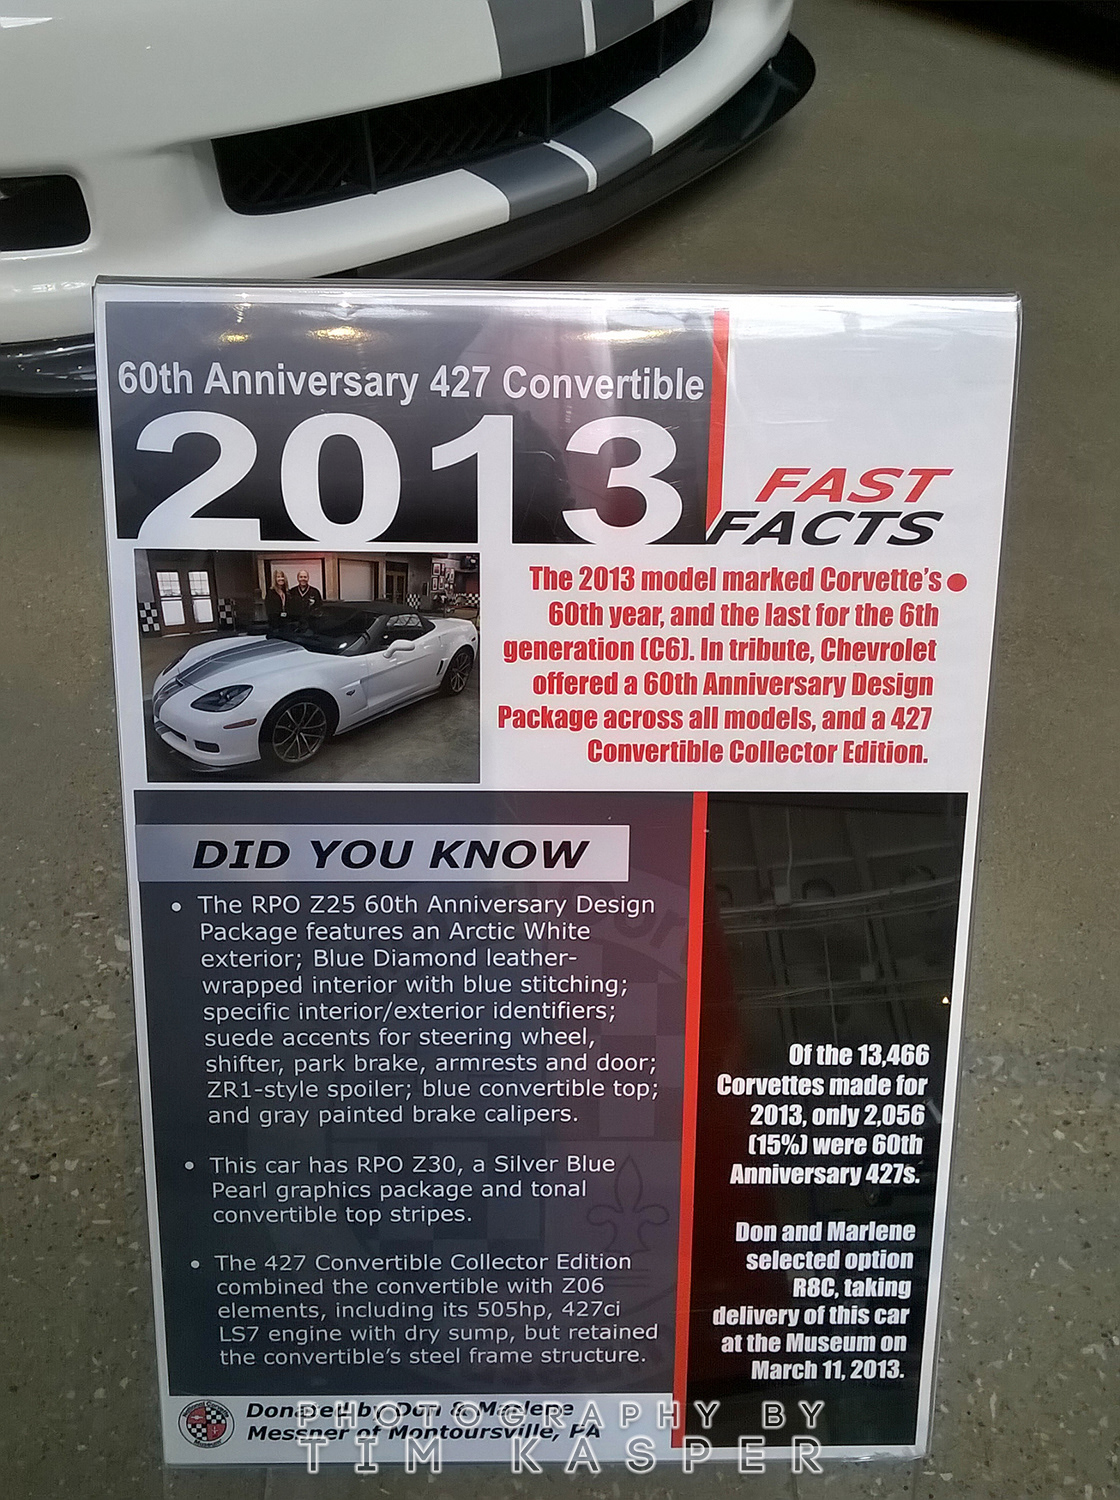 60th Anniversary 427 Convertible
2013
FAST
FACTS
The 2013 model marked Corvette's
60th year, and the last for the 6th
generation (C6). In tribute, Chevrolet
offered a 60th Anniversary Design
Package across all models, and a 427
Convertible Collector Edition.
DID YOU KNOW
• The RPO Z25 60th Anniversary Design
Package features an Arctic White
exterior; Blue Diamond leather-
wrapped interior with blue stitching;
specific interior/exterior identifiers;
suede accents for steering wheel,
shifter, park brake, armrests and door;
ZR1-style spoiler; blue convertible top;
and gray painted brake calipers.
• This car has RPO Z30, a Silver Blue
Pearl graphics package and tonal
convertible top stripes.
• The 427 Convertible Collector Edition
combined the convertible with Z06
elements, including its 505hp, 427ci
LS7 engine with dry sump, but retained
the convertible's steel frame structure.
Of the 13,466
Corvettes made for
2013, only 2,056
(15%) were 60th
Anniversary 427s.
Don and Marlene
selected option
R8C, taking
delivery of this car
at the Museum on
March 11, 2013.
Donated by Don & Marlene
Messner of Montoursville, PA
PHOTOGRAPHY BY
TIM KASPER